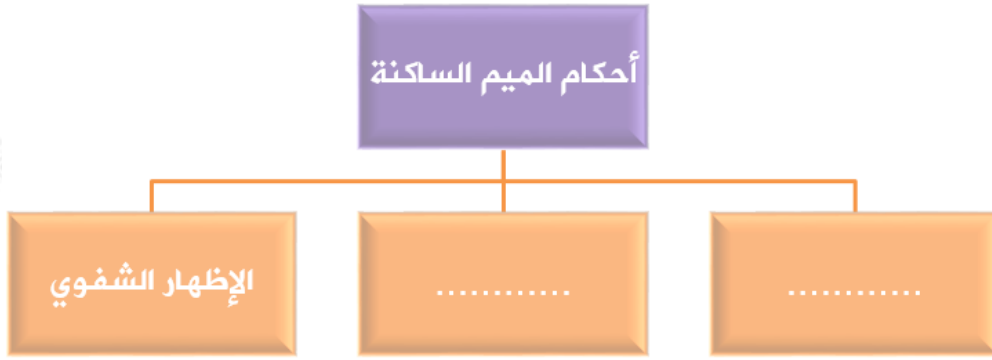 أحكام الميم الساكنة
............
............
الإظهار الشفوي